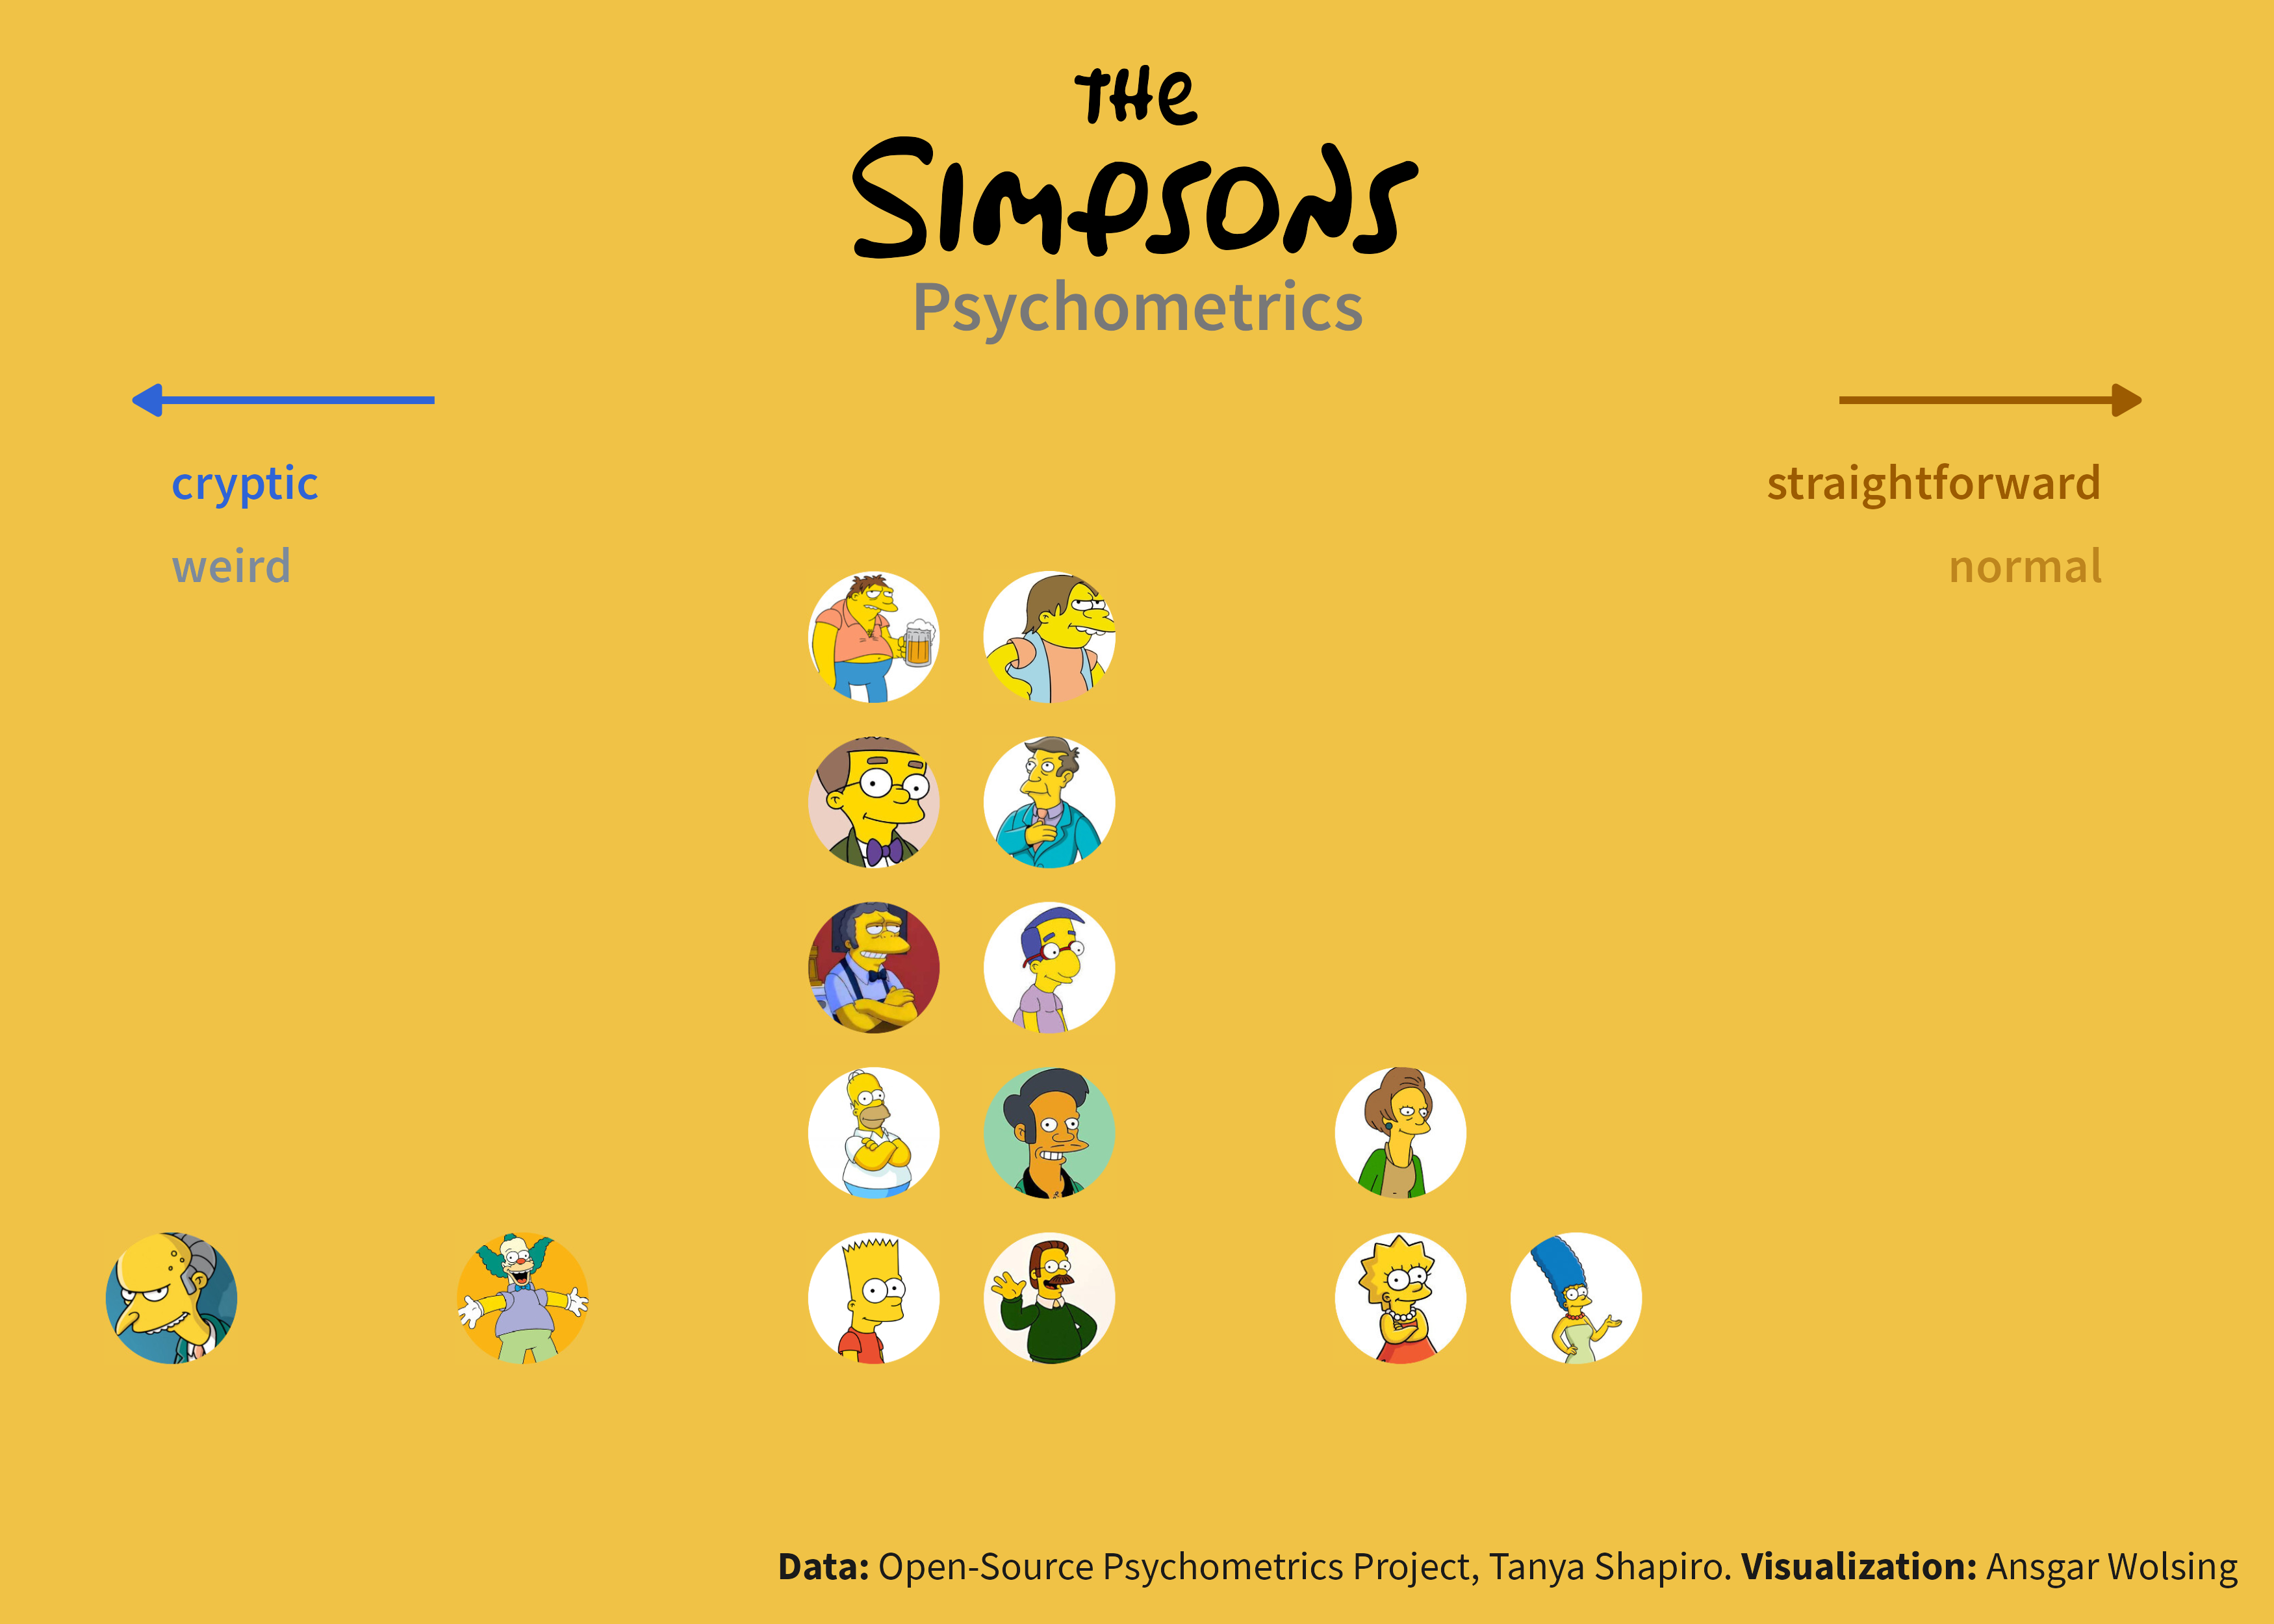 THE
SIMPSONS
Psychometrics
cryptic
straightforward
weird
normal
Data: Open-Source Psychometrics Project, Tanya Shapiro. Visualization: Ansgar Wolsing